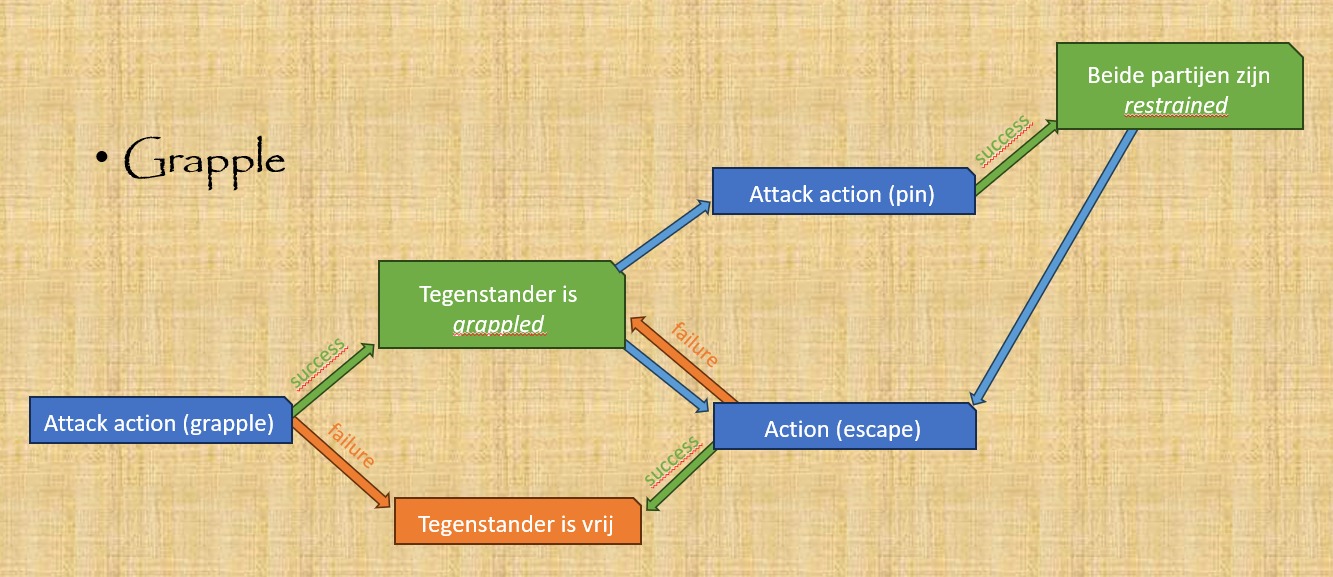 Beide partijen zijn
restrained
success
• Grapple
Attack action (pin)
Tegenstander is
grappled
failure
success
Attack action (grapple)
Action (escape)
failure
success
Tegenstander is vrij